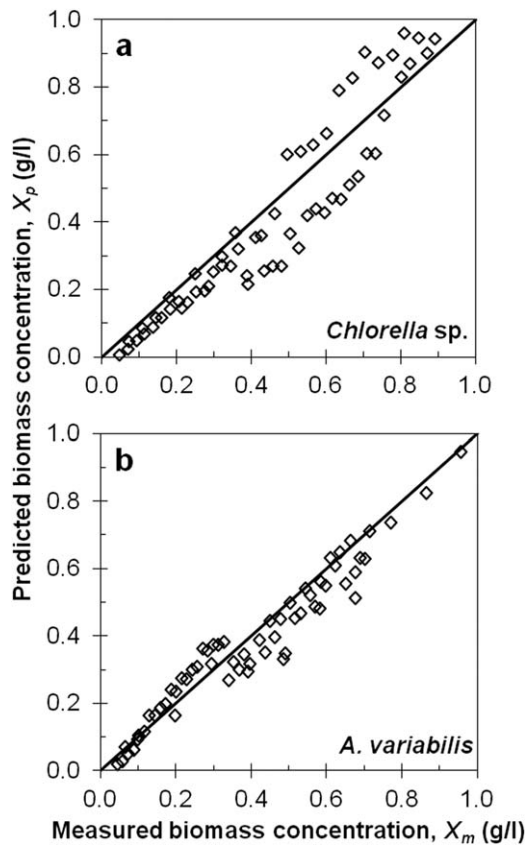 Predicted biomass concentration, Xp (g/l)
a
1.0
0.8
0.6
0.4
0.2
0.0
Chlorella sp.
0.0 0.2 0.4 0.6 0.8 1.0
b
1.0
0.8
0.6
0.4
0.2
0.0
A. variabilis
0.0 0.2 0.4 0.6 0.8 1.0
Measured biomass concentration, Xm (g/l)